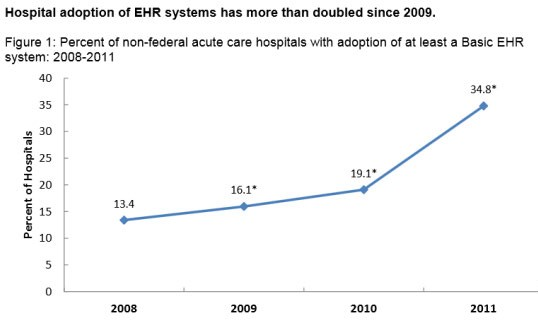 Hospital adoption of EHR systems has more than doubled since 2009.
Figure 1: Percent of non-federal acute care hospitals with adoption of at least a Basic EHR
system: 2008-2011
40
35
30
25
20
15
10
5
0
Percent of Hospitals
13.4
16.1*
19.1*
34.8*
2008 2009 2010 2011